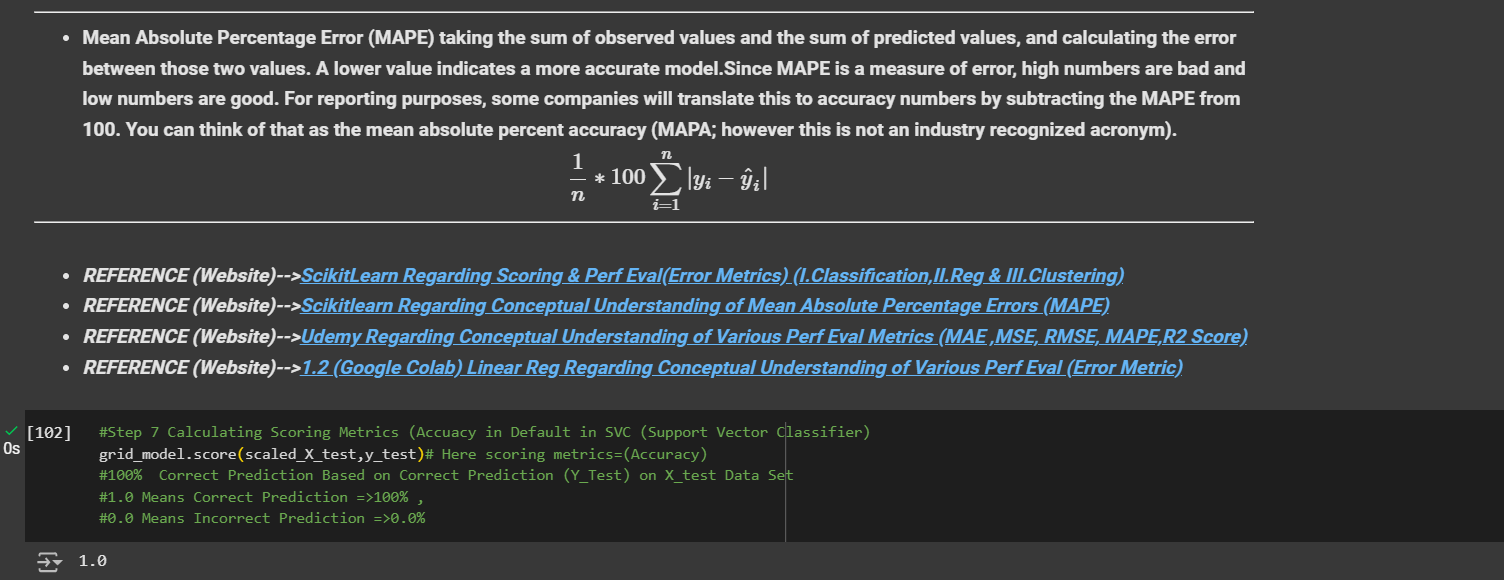 • Mean Absolute Percentage Error (MAPE) taking the sum of observed values and the sum of predicted values, and calculating the error
between those two values. A lower value indicates a more accurate model.Since MAPE is a measure of error, high numbers are bad and
low numbers are good. For reporting purposes, some companies will translate this to accuracy numbers by subtracting the MAPE from
100. You can think of that as the mean absolute percent accuracy (MAPA; however this is not an industry recognized acronym).
\frac{1}{n} * 100 \sum_{i=1}^{n} |y_i - \hat{y}_i|
• REFERENCE (Website)-->ScikitLearn Regarding Scoring & Perf Eval(Error Metrics) (I.Classification,II.Reg & III.Clustering)
• REFERENCE (Website)-->Scikitlearn Regarding Conceptual Understanding of Mean Absolute Percentage Errors (MAPE)
• REFERENCE (Website)-->Udemy Regarding Conceptual Understanding of Various Perf Eval Metrics (MAE ,MSE, RMSE, MAPE,R2 Score)
• REFERENCE (Website)-->1.2 (Google Colab) Linear Reg Regarding Conceptual Understanding of Various Perf Eval (Error Metric)
[102] #Step 7 Calculating Scoring Metrics (Accuacy in Default in SVC (Support Vector Classifier)
0s grid_model.score(scaled_X_test,y_test)# Here scoring metrics=(Accuracy)
#100%  Correct Prediction Based on Correct Prediction (Y_Test) on X_test Data Set
#1.0 Means Correct Prediction =>100% ,
#0.0 Means Incorrect Prediction =>0.0%
1.0